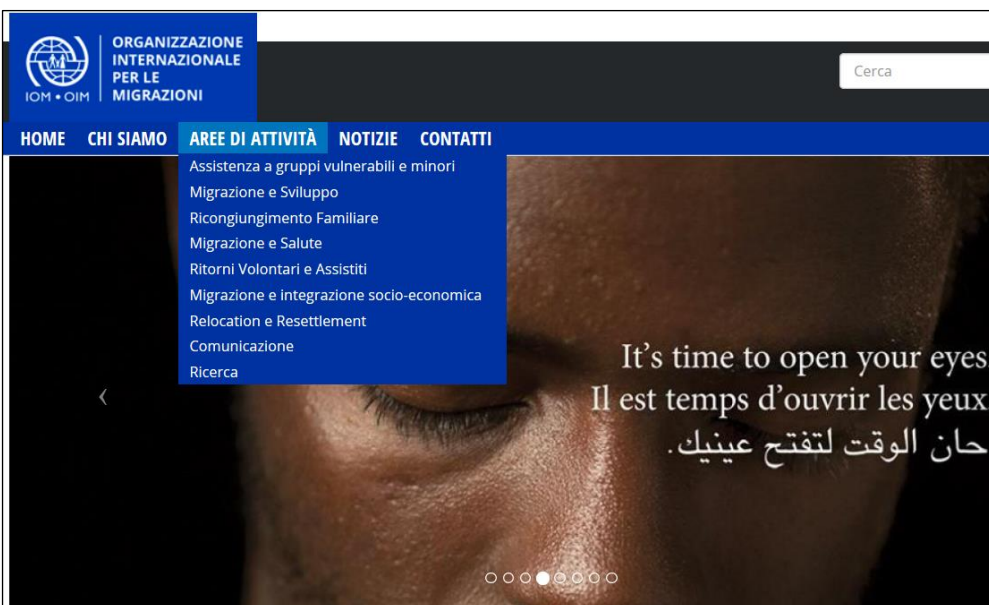 ORGANIZZAZIONE
INTERNAZIONALE
PER LE
MIGRAZIONI
IOM • OIM
Cerca
HOME CHI SIAMO AREE DI ATTIVITÀ NOTIZIE CONTATTI
Assistenza a gruppi vulnerabili e minori
Migrazione e Sviluppo
Ricongiungimento Familiare
Migrazione e Salute
Ritorni Volontari e Assistiti
Migrazione e integrazione socio-economica
Relocation e Resettlement
Comunicazione
Ricerca
It's time to open your eyes
Il est temps d'ouvrir les yeux
حان الوقت لتفتح عينيك.